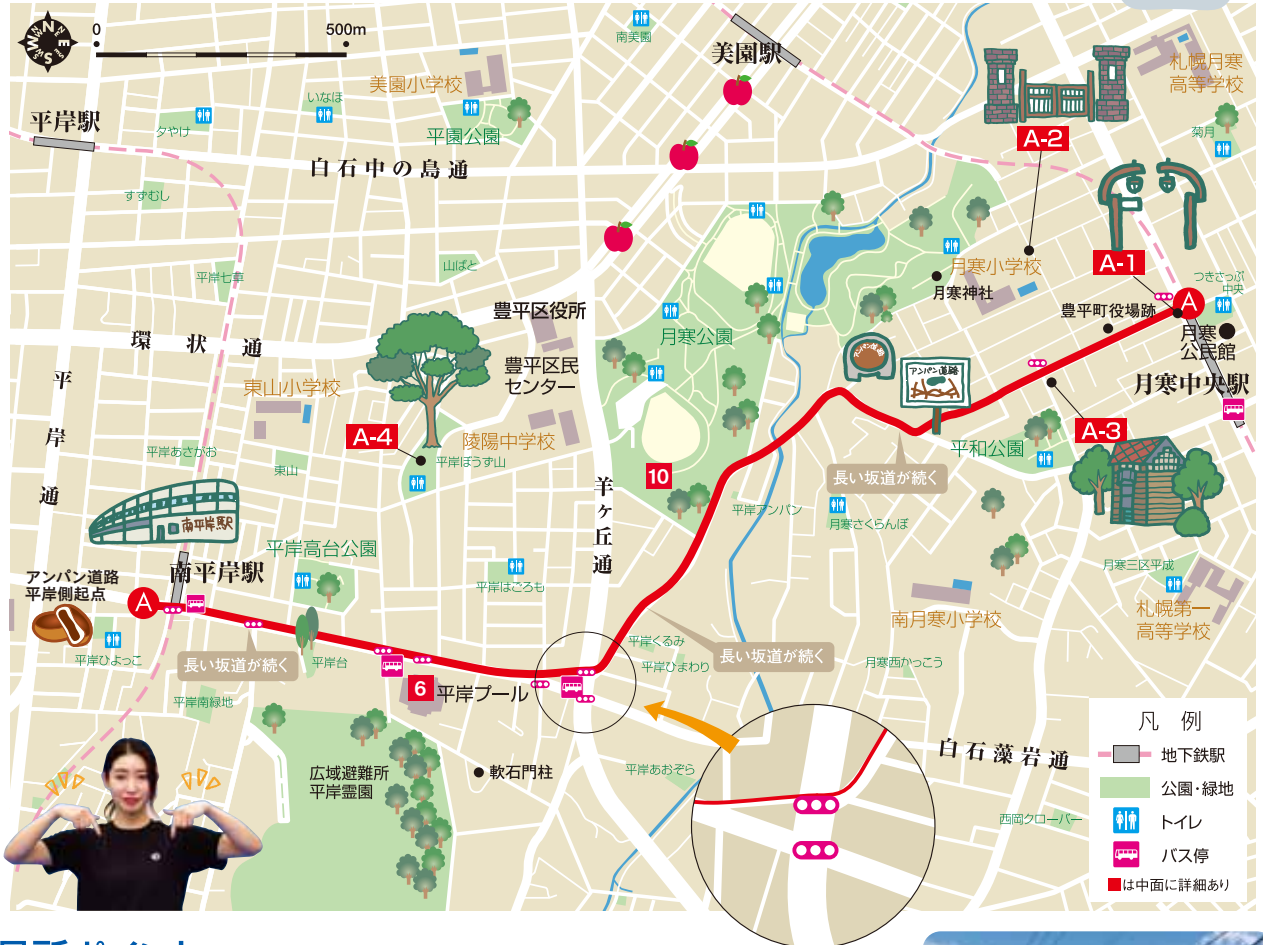 N
E
S
W
0
500m
南美園
美園駅
札幌月寒
高等学校
美園小学校
平岸駅
夕やけ
いなほ
平園公園
菊月
A-2
白石中の島通
すずむし
A-1
つきさっぷ
中央
平岸七草
山ばと
月寒小学校
月寒神社
豊平町役場跡
A
月寒
公民館
環状通
豊平区役所
月寒公園
豊平区民
センター
アンパン道路
アンパン道路
月寒中央駅
平岸通
東山小学校
A-4
陵陽中学校
平岸ぼうず山
平岸あさがお
東山
A-3
平和公園
長い坂道が続く
10
羊ヶ丘通
平岸アンパン
月寒さくらんぼ
南平岸駅
平岸高台公園
南平岸駅
アンパン道路
平岸側起点
A
平岸はごろも
月寒三区平成
札幌第一
高等学校
南月寒小学校
平岸ひよっこ
長い坂道が続く
平岸台
平岸くるみ
平岸ひまわり
長い坂道が続く
月寒西かっこう
6
平岸プール
平岸南緑地
広域避難所
平岸霊園
軟石門柱
平岸あおぞら
白石藻岩通
西岡クローバー
凡例
地下鉄駅
公園・緑地
トイレ
バス停
■は中面に詳細あり